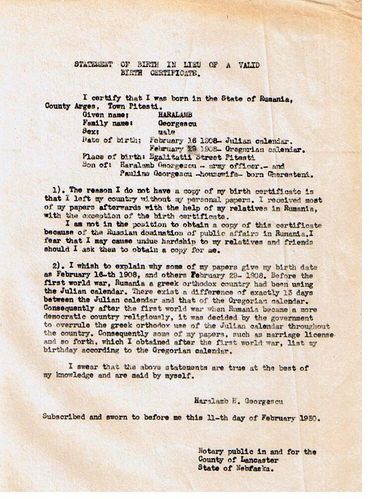 STATEMENT OF BIRTH IN LIEU OF A VALID
BIRTH CERTIFICATE.
I certify that I was born in the State of Rumania,
County Arges, Town Pitesti.
Given name: HARALAMB
Family name: Georgescu
Sex: male
Date of birth: February 16 1908- Julian calendar.
February 29 1908- Gregorian calendar.
Place of birth: Egalitatii Street Pitesti
Son of: Haralamb Georgescu - army officer.- and
Paulino Georgescu -housewife- born Cheresteni.
1). The reason I do not have a copy of my birth certificate is
that I left my country without my personal papers. I received most
of my papers afterwards with the help of my relatives in Rumania,
with the exception of the birth certificate.
I am not in the position to obtain a copy of this certificate
because of the Russian domination of public affairs in Rumania.I
fear that I may cause undue hardship to my relatives and friends
should I ask them to obtain a copy for me.
2). I whish to explain why some of my papers give my birth date
as February 16-th 1908, and others February 29- 1908. Before the
first world war, Rumania a greek orthodox country had been using
the Julian calendar. There exist a difference of exactly 13 days
between the Julian calendar and that of the Gregorian calendar.
Consequently after the first world war when Rumania became a more
democratic country religiously, it was decided by the government
to overrule the greek orthodox use of the Julian calendar throughout
the country. Consequently some of my papers, such as marriage license
and so forth, which I obtained after the first world war, list my
birthday according to the Gregorian calendar.
I swear that the above statements are true at the best of
my knowledge and are maid by myself.
Haralamb H. Georgescu
Subscribed and sworn to before me this 11-th day of February 1950.
Notary public in and for the
County of Lancaster
State of Nebraska.